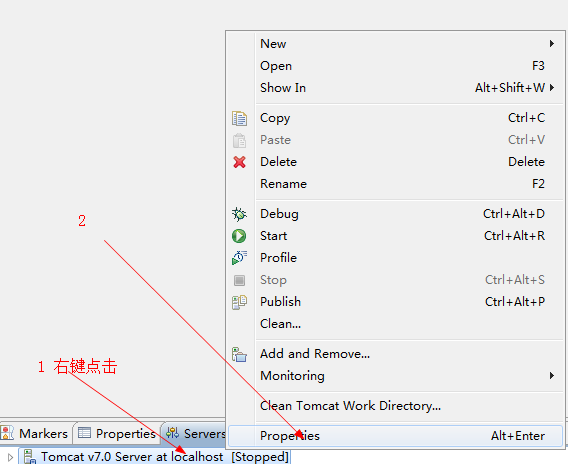 New
Open F3
Show In Alt+Shift+W
Copy Ctrl+C
Paste Ctrl+V
Delete Delete
Rename F2
2
Debug Ctrl+Alt+D
Start Ctrl+Alt+R
Profile
Stop Ctrl+Alt+S
Publish Ctrl+Alt+P
Clean...
Add and Remove...
1 右键点击
Monitoring
Clean Tomcat Work Directory...
Markers Properties Servers
Properties Alt+Enter
Tomcat v7.0 Server at localhost [Stopped]